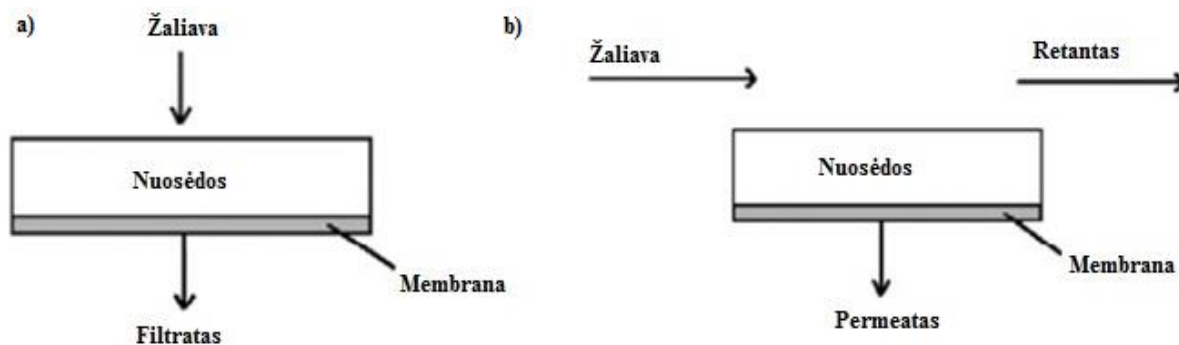 a)
Žaliava
Nuosėdos
Membrana
Filtratas
b)
Žaliava
Retantas
Nuosėdos
Membrana
Permeatas